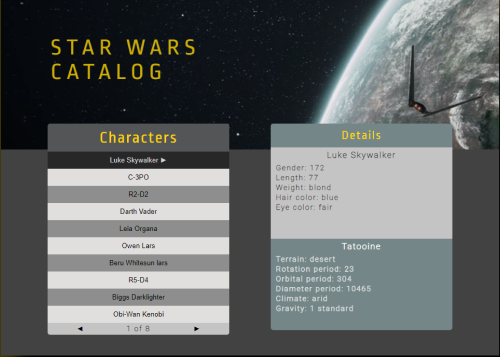 STAR WARS
CATALOG
Characters
Luke Skywalker ►
C-3PO
R2-D2
Darth Vader
Leia Organa
Owen Lars
Beru Whitesun lars
R5-D4
Biggs Darklighter
Obi-Wan Kenobi
◄ 1 of 8 ►
Details
Luke Skywalker
Gender: 172
Length: 77
Weight: blond
Hair color: blue
Eye color: fair
Tatooine
Terrain: desert
Rotation period: 23
Orbital period: 304
Diameter period: 10465
Climate: arid
Gravity: 1 standard